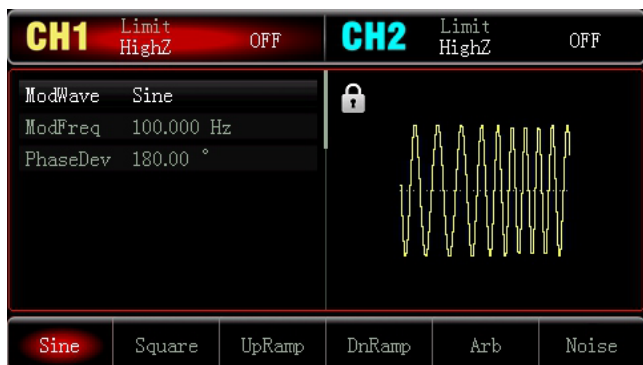 CH1 Limit HighZ OFF CH2 Limit HighZ OFF
ModWave Sine
ModFreq 100.000 Hz
PhaseDev 180.00 °
Sine Square UpRamp DnRamp Arb Noise